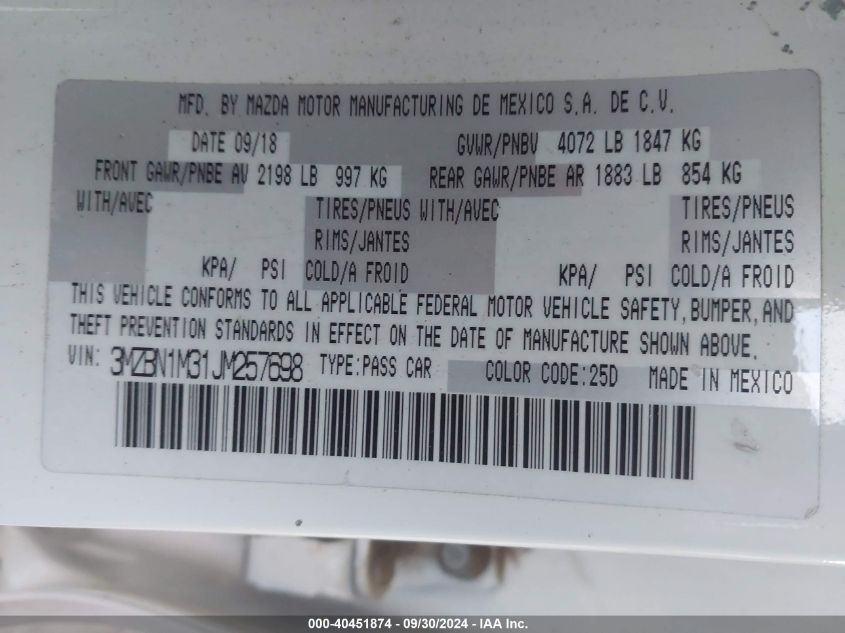 MFD. BY MAZDA MOTOR MANUFACTURING DE MEXICO S.A. DE C.V.
DATE 09/18 GVWR/PNBV 4072 LB 1847 KG
FRONT GAWR/PNBE AV 2198 LB 997 KG REAR GAWR/PNBE AR 1883 LB 854 KG
WITH/AVEC TIRES/PNEUS WITH/AVEC TIRES/PNEUS
RIMS/JANTES RIMS/JANTES
KPA/ PSI COLD/A FROID KPA/ PSI COLD/A FROID
THIS VEHICLE CONFORMS TO ALL APPLICABLE FEDERAL MOTOR VEHICLE SAFETY, BUMPER, AND
THEFT PREVENTION STANDARDS IN EFFECT ON THE DATE OF MANUFACTURE SHOWN ABOVE.
VIN: 3MZBN1M31JM257698 TYPE:PASS CAR COLOR CODE:25D MADE IN MEXICO
000-40451874 - 09/30/2024 - IAA Inc.